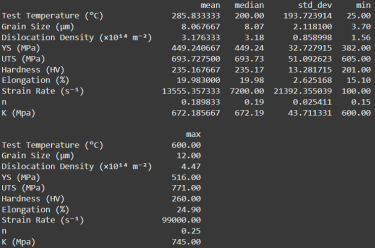 mean median std_dev min
Test Temperature (°C) 285.833333 200.00 193.723914 25.00
Grain Size (μm) 8.067667 8.07 2.118100 3.70
Dislocation Density (×10¹⁴ m⁻²) 3.176333 3.18 0.858998 1.56
YS (MPa) 449.240667 449.24 32.727915 382.00
UTS (MPa) 693.727500 693.73 51.092623 605.00
Hardness (HV) 235.167667 235.17 13.281715 201.00
Elongation (%) 19.983000 19.98 2.625168 15.10
Strain Rate (s⁻¹) 13555.357333 7200.00 21392.355039 100.00
n 0.189833 0.19 0.025411 0.15
K (MPa) 672.185667 672.19 43.711331 600.00
max
Test Temperature (°C) 600.00
Grain Size (μm) 12.00
Dislocation Density (×10¹⁴ m⁻²) 4.47
YS (MPa) 516.00
UTS (MPa) 771.00
Hardness (HV) 260.00
Elongation (%) 24.90
Strain Rate (s⁻¹) 99000.00
n 0.25
K (MPa) 745.00